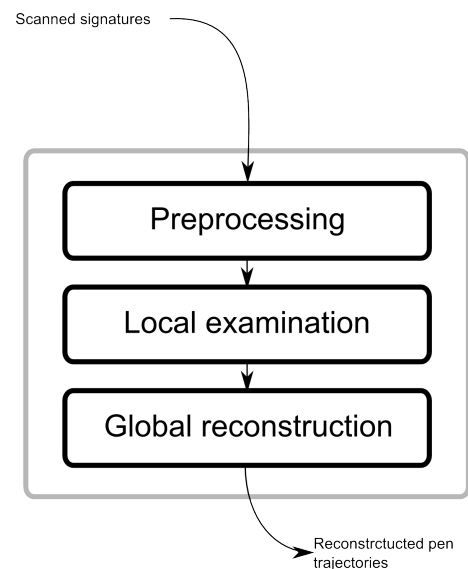 Scanned signatures
Preprocessing
Local examination
Global reconstruction
Reconstrctucted pen
trajectories